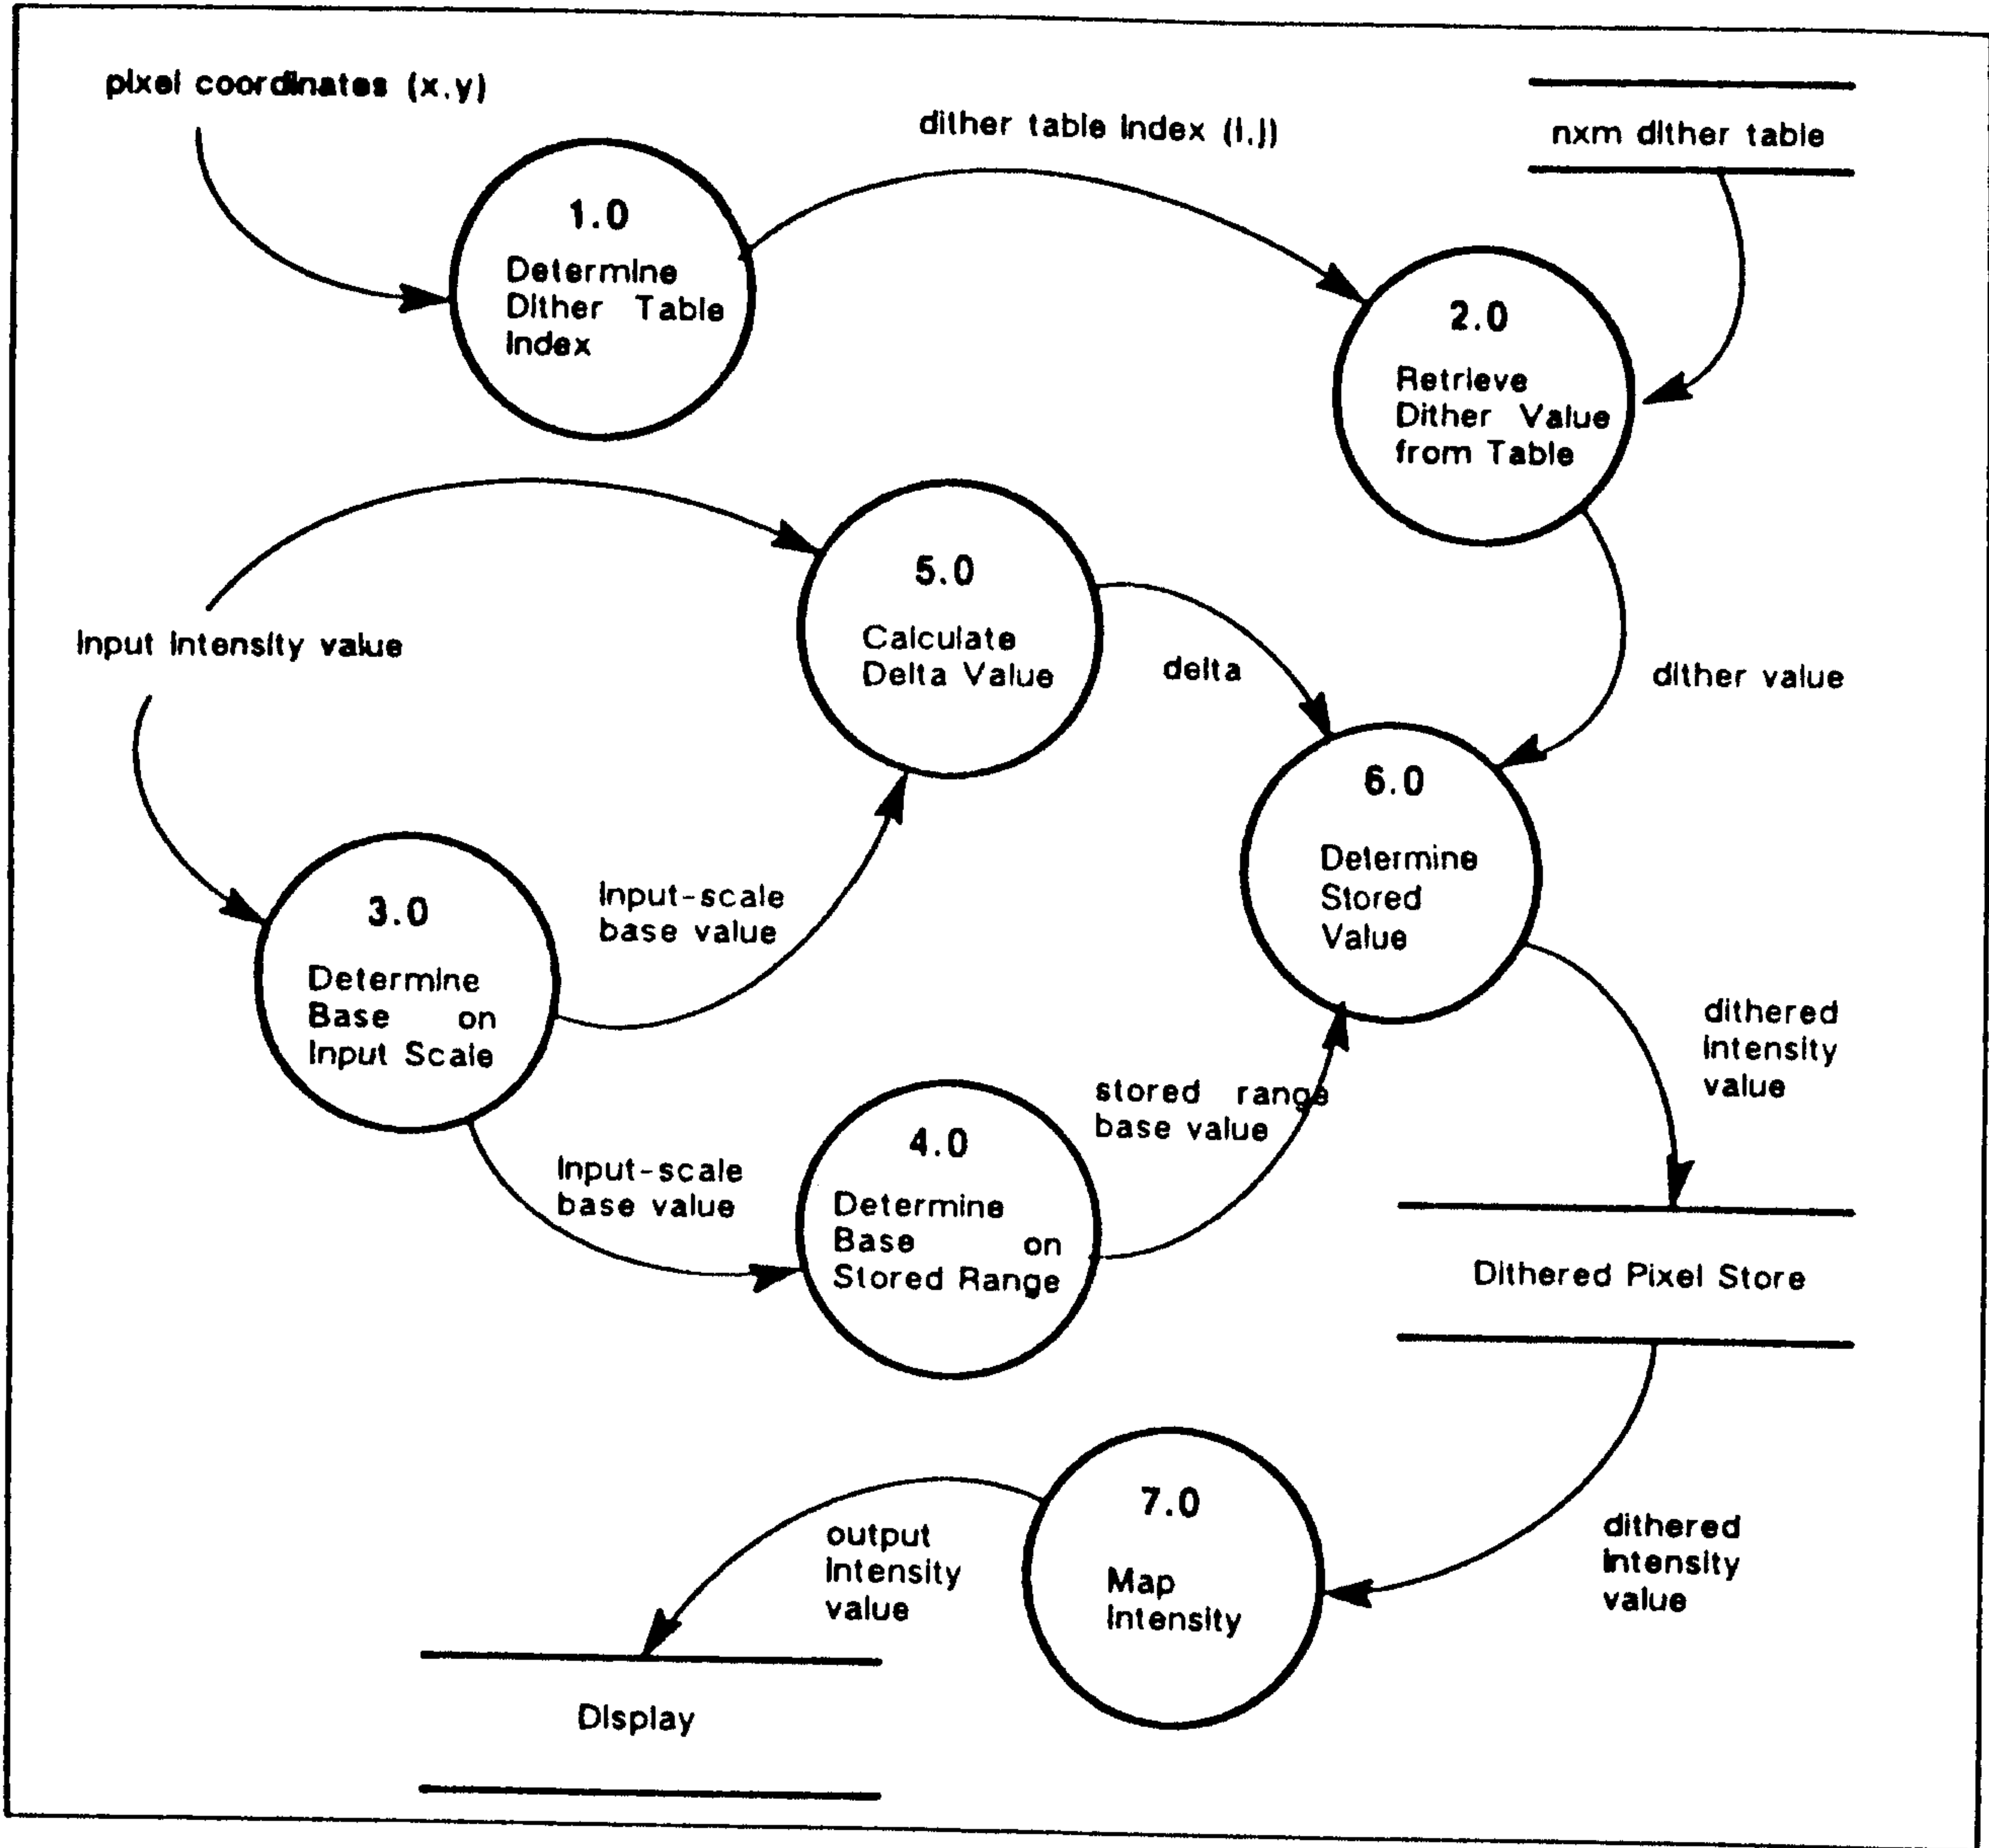 pixel coordinates (x,y)
dither table index (i,j)
nxm dither table
1.0
Determine
Dither Table
Index
2.0
Retrieve
Dither Value
from Table
5.0
Calculate
Delta Value
Input Intensity value
delta
dither value
6.0
Determine
Stored
Value
3.0
Determine
Base on
Input Scale
Input-scale
base value
dithered
intensity
value
stored range
base value
4.0
Determine
Base on
Stored Range
Input-scale
base value
Dithered Pixel Store
7.0
Map
Intensity
output
intensity
value
dithered
intensity
value
Display